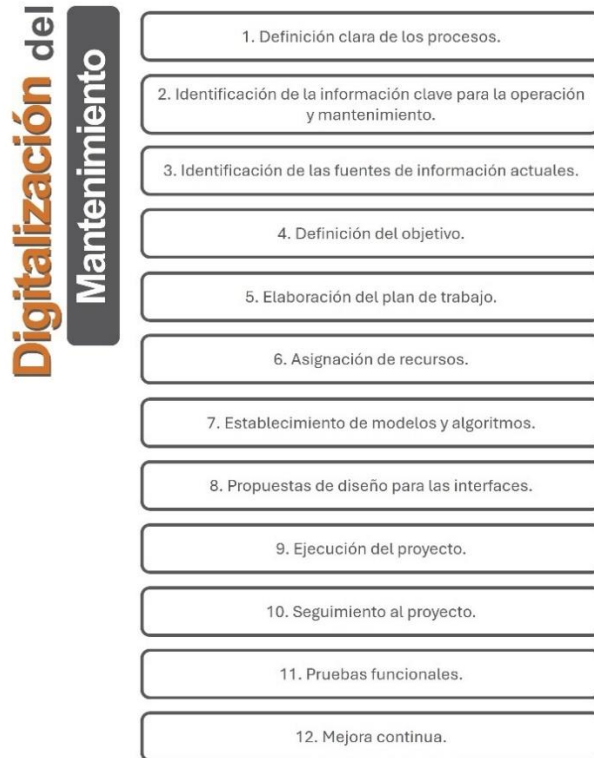 Digitalización del
Mantenimiento
1. Definición clara de los procesos.
2. Identificación de la información clave para la operación
y mantenimiento.
3. Identificación de las fuentes de información actuales.
4. Definición del objetivo.
5. Elaboración del plan de trabajo.
6. Asignación de recursos.
7. Establecimiento de modelos y algoritmos.
8. Propuestas de diseño para las interfaces.
9. Ejecución del proyecto.
10. Seguimiento al proyecto.
11. Pruebas funcionales.
12. Mejora continua.